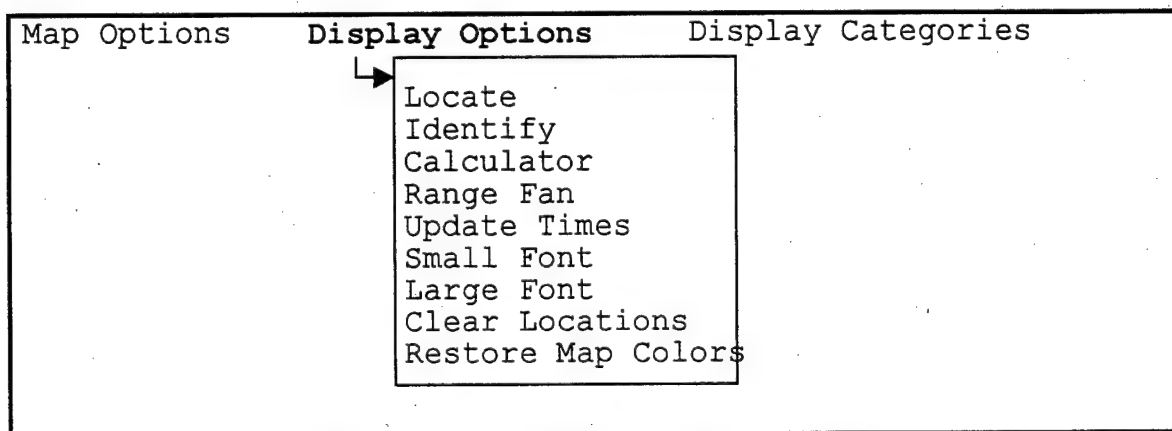 Map Options Display Options Display Categories
Locate
Identify
Calculator
Range Fan
Update Times
Small Font
Large Font
Clear Locations
Restore Map Colors